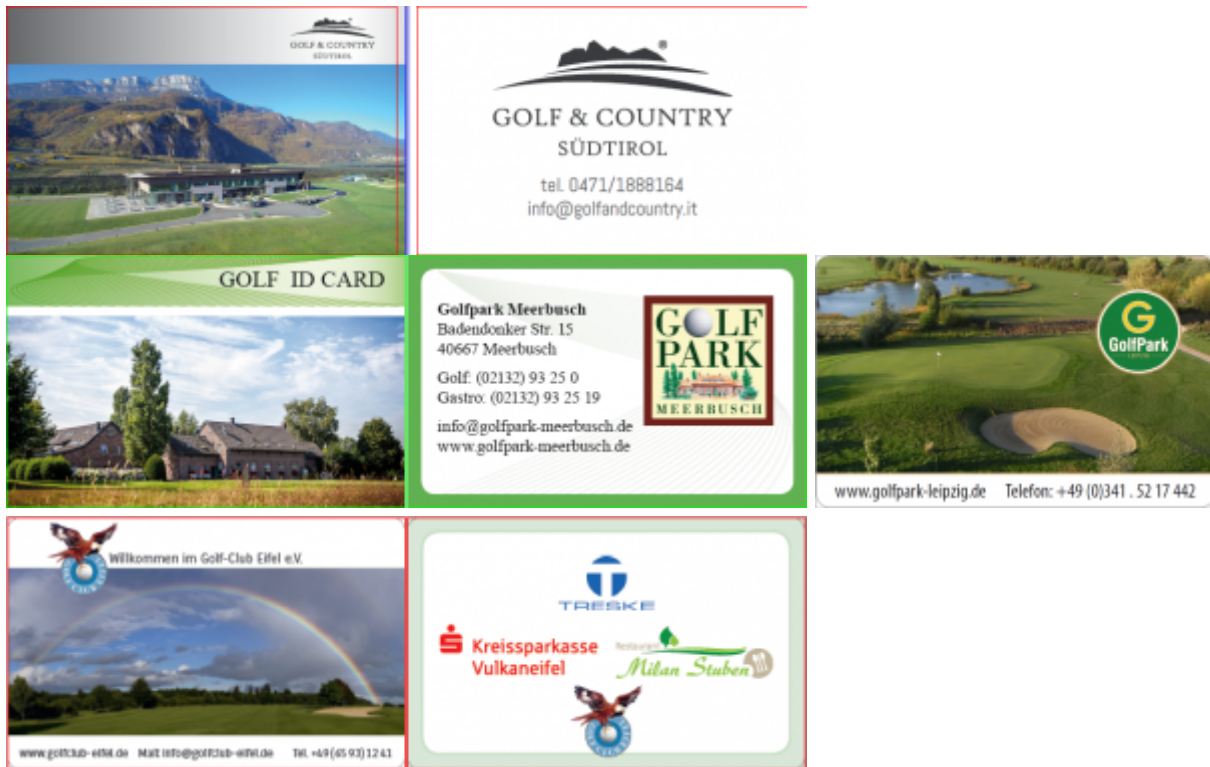 GOLF & COUNTRY
SÜDTIROL
GOLF & COUNTRY
SÜDTIROL
tel. 0471/1888164
info@golfandcountry.it
GOLF ID CARD
Golfpark Meerbusch
Badendonker Str. 15
40667 Meerbusch
Golf: (02132) 93 25 0
Gastro: (02132) 93 25 19
info@golfpark-meerbusch.de
www.golfpark-meerbusch.de
GOLF
PARK
MEERBUSCH
G
GolfPark
LEIPZIG
www.golfpark-leipzig.de Telefon: +49 (0)341 . 52 17 442
Willkommen im Golf-Club Eifel e.V.
www.golfclub-eifel.de Mail: info@golfclub-eifel.de Tel. +49 (65 93) 12 41
TRESKE
Kreissparkasse
Vulkaneifel
Restaurant
Milan Stuben